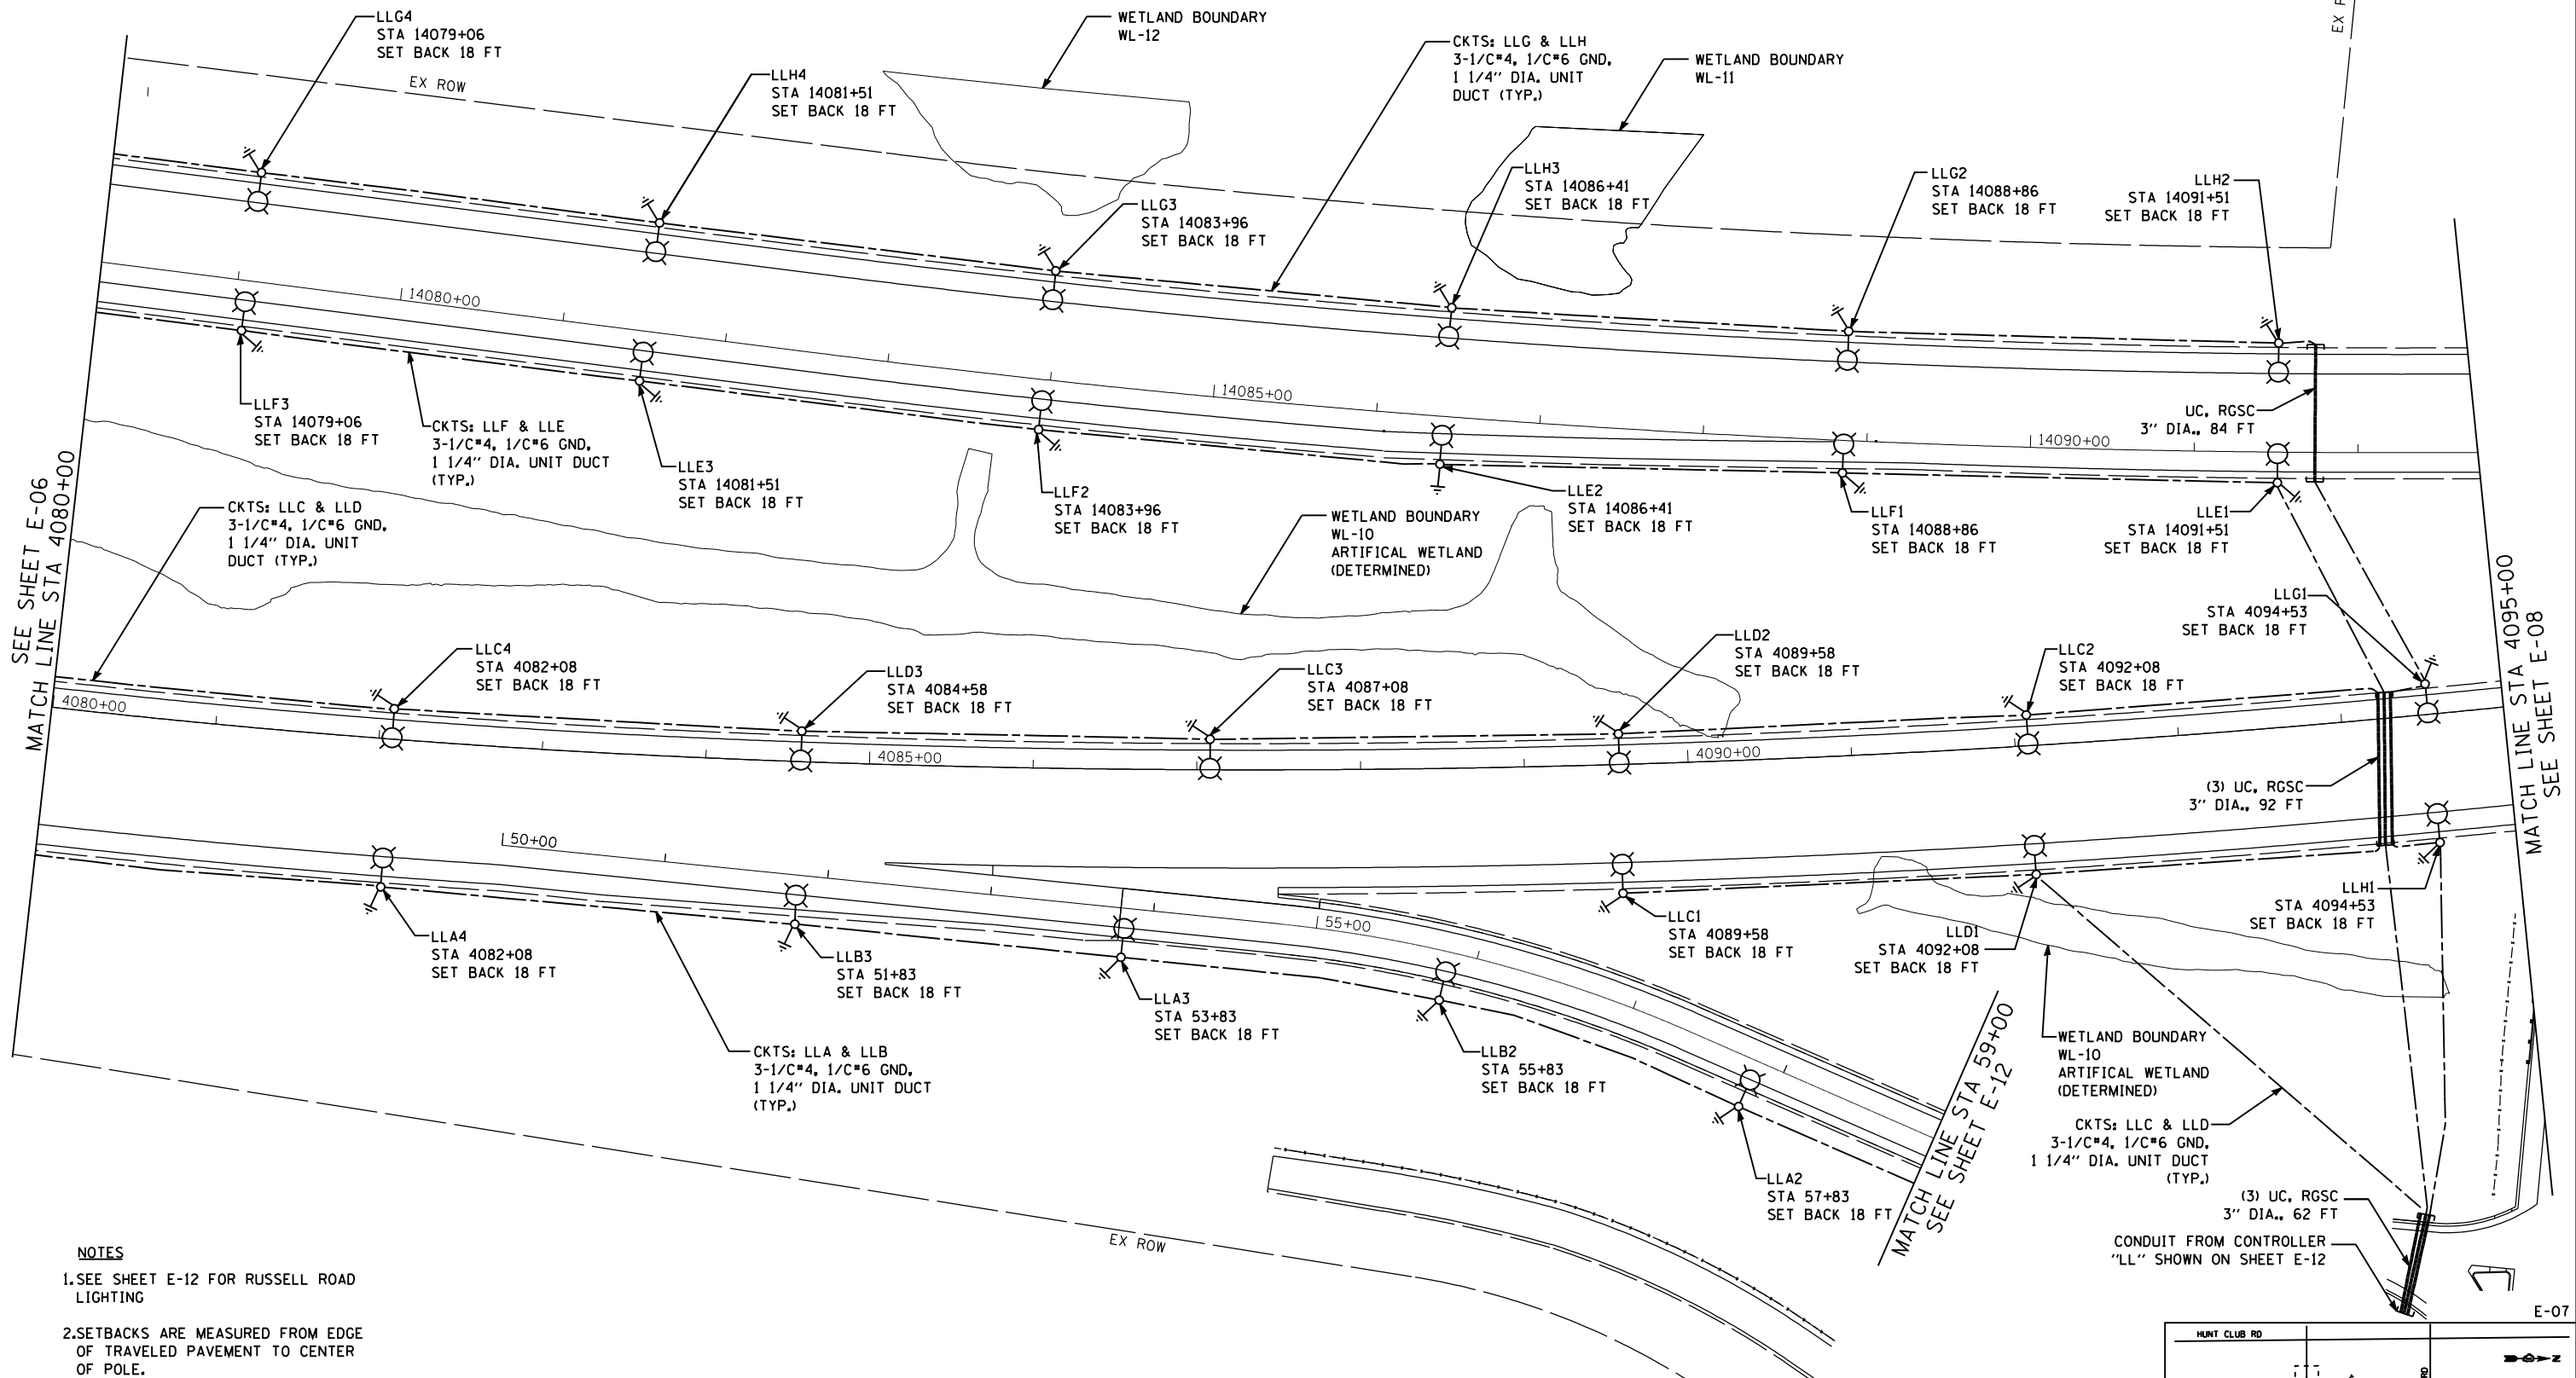 LLG4
STA 14079+06
SET BACK 18 FT
EX ROW
LLH4
STA 14081+51
SET BACK 18 FT
WETLAND BOUNDARY
WL-12
CKTS: LLG & LLH
3-1/C#4, 1/C#6 GND,
1 1/4" DIA. UNIT
DUCT (TYP.)
WETLAND BOUNDARY
WL-11
LLG3
STA 14083+96
SET BACK 18 FT
LLH3
STA 14086+41
SET BACK 18 FT
LLG2
STA 14088+86
SET BACK 18 FT
LLH2
STA 14091+51
SET BACK 18 FT
14080+00
14085+00
14090+00
UC, RGSC
3" DIA., 84 FT
LLF3
STA 14079+06
SET BACK 18 FT
CKTS: LLF & LLE
3-1/C#4, 1/C#6 GND,
1 1/4" DIA. UNIT DUCT
(TYP.)
LLE3
STA 14081+51
SET BACK 18 FT
LLF2
STA 14083+96
SET BACK 18 FT
LLE2
STA 14086+41
SET BACK 18 FT
LLF1
STA 14088+86
SET BACK 18 FT
LLE1
STA 14091+51
SET BACK 18 FT
SEE SHEET E-06
MATCH LINE STA 4080+00
CKTS: LLC & LLD
3-1/C#4, 1/C#6 GND,
1 1/4" DIA. UNIT
DUCT (TYP.)
WETLAND BOUNDARY
WL-10
ARTIFICAL WETLAND
(DETERMINED)
LLG1
STA 4094+53
SET BACK 18 FT
MATCH LINE STA 4095+00
SEE SHEET E-08
LLC4
STA 4082+08
SET BACK 18 FT
LLD3
STA 4084+58
SET BACK 18 FT
LLC3
STA 4087+08
SET BACK 18 FT
LLD2
STA 4089+58
SET BACK 18 FT
LLC2
STA 4092+08
SET BACK 18 FT
4080+00
4085+00
4090+00
(3) UC, RGSC
3" DIA., 92 FT
50+00
55+00
LLA4
STA 4082+08
SET BACK 18 FT
LLB3
STA 51+83
SET BACK 18 FT
LLA3
STA 53+83
SET BACK 18 FT
LLB2
STA 55+83
SET BACK 18 FT
LLC1
STA 4089+58
SET BACK 18 FT
LLD1
STA 4092+08
SET BACK 18 FT
LLH1
STA 4094+53
SET BACK 18 FT
CKTS: LLA & LLB
3-1/C#4, 1/C#6 GND,
1 1/4" DIA. UNIT DUCT
(TYP.)
LLA2
STA 57+83
SET BACK 18 FT
MATCH LINE STA 59+00
SEE SHEET E-12
WETLAND BOUNDARY
WL-10
ARTIFICAL WETLAND
(DETERMINED)
CKTS: LLC & LLD
3-1/C#4, 1/C#6 GND,
1 1/4" DIA. UNIT DUCT
(TYP.)
(3) UC, RGSC
3" DIA., 62 FT
CONDUIT FROM CONTROLLER
"LL" SHOWN ON SHEET E-12
EX ROW
NOTES
1.SEE SHEET E-12 FOR RUSSELL ROAD
LIGHTING
2.SETBACKS ARE MEASURED FROM EDGE
OF TRAVELED PAVEMENT TO CENTER
OF POLE.
E-07
HUNT CLUB RD